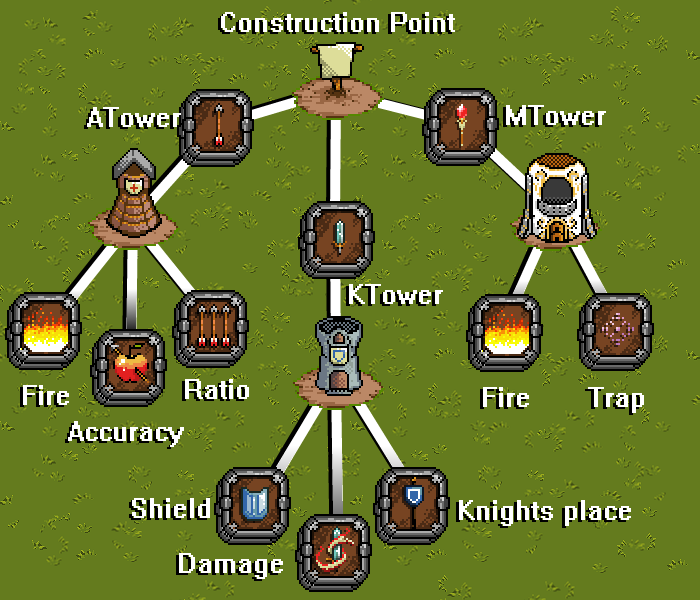 Construction Point
ATower
MTower
KTower
Fire
Accuracy
Ratio
Fire
Trap
Shield
Damage
Knights place